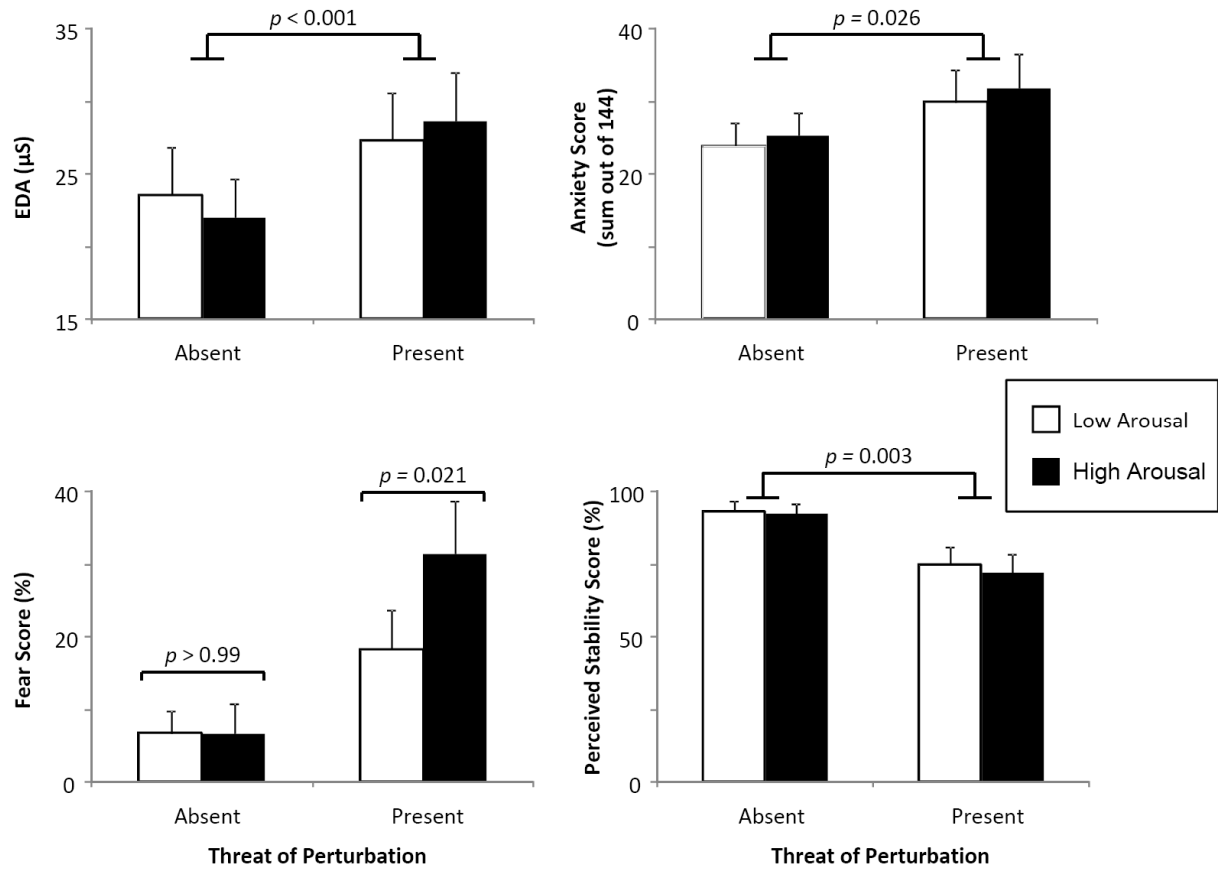 p < 0.001
35
25
15
EDA (µS)
Absent
Present
p = 0.026
40
20
0
Anxiety Score
(sum out of 144)
Absent
Present
Low Arousal
High Arousal
p = 0.021
p > 0.99
40
20
0
Fear Score (%)
Absent
Present
Threat of Perturbation
p = 0.003
100
50
0
Perceived Stability Score (%)
Absent
Present
Threat of Perturbation